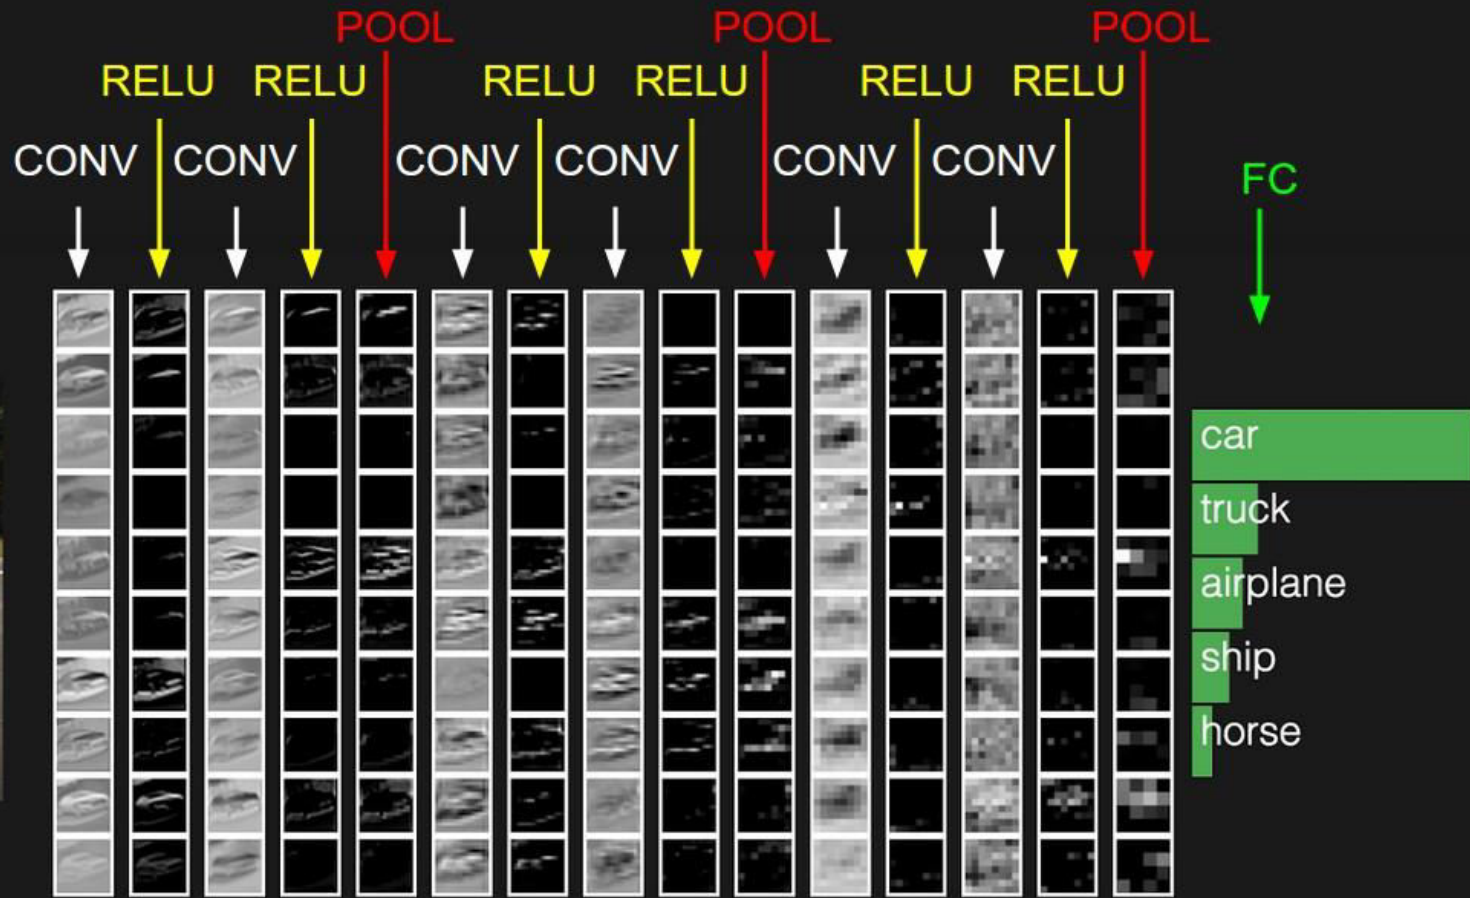 POOL POOL POOL
RELU RELU RELU RELU RELU RELU
CONV CONV CONV CONV CONV CONV
FC
car
truck
airplane
ship
horse